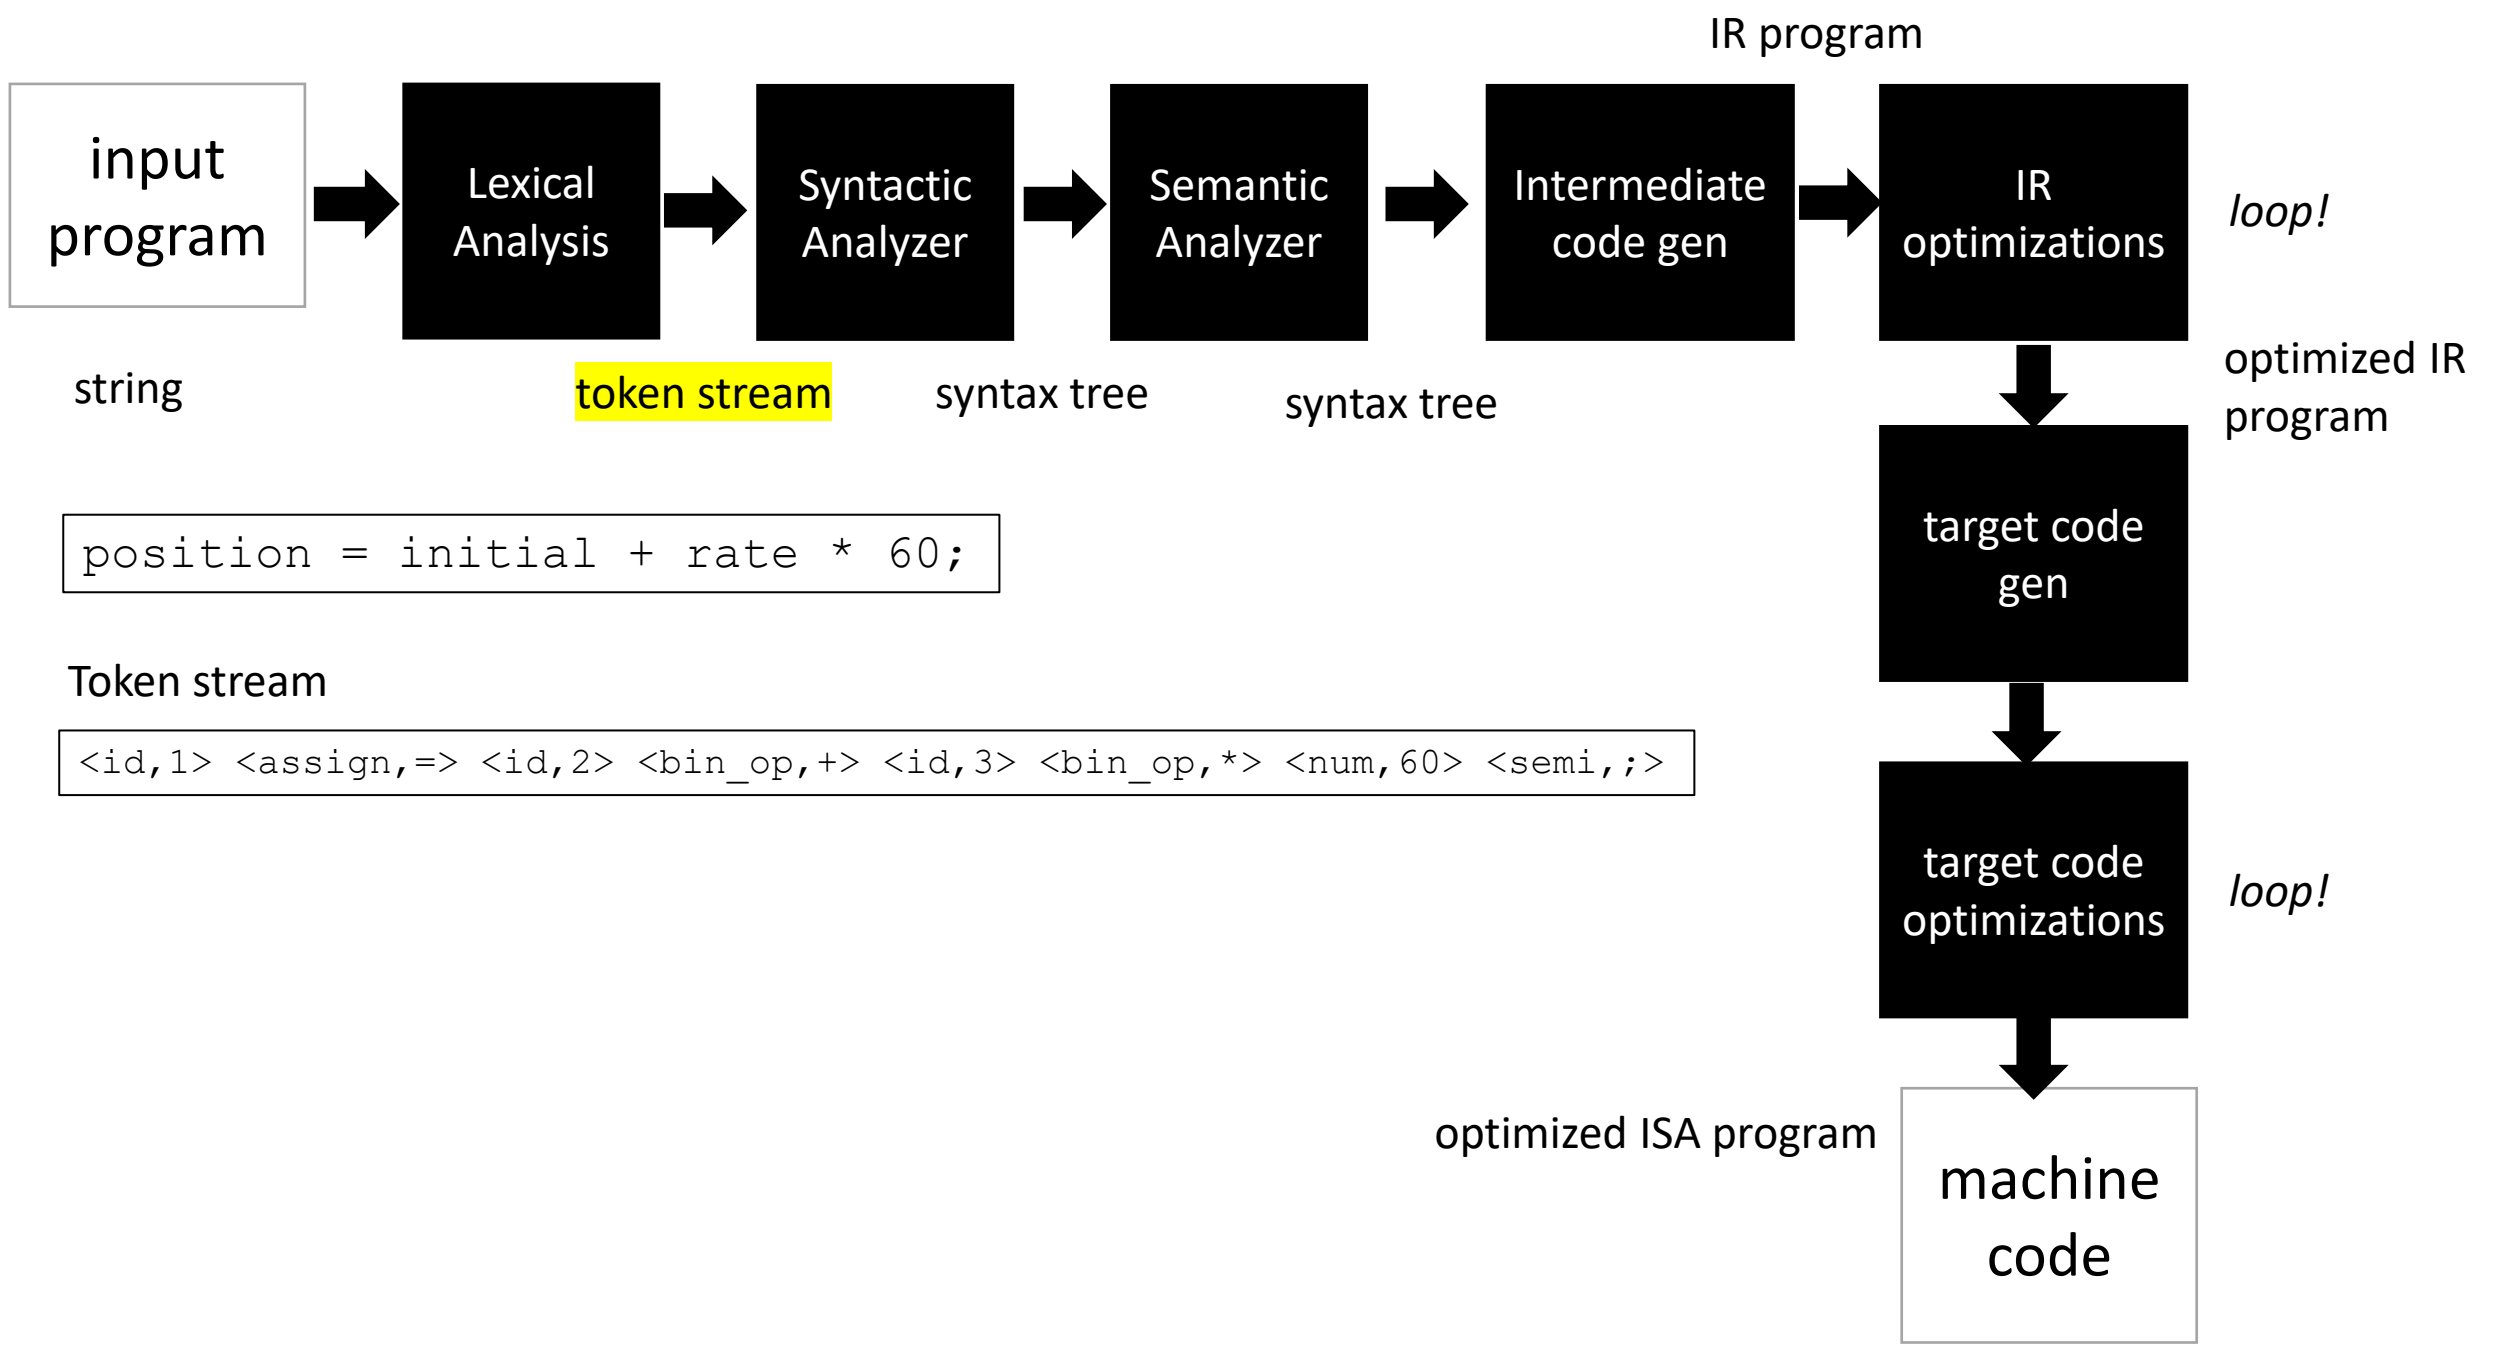 IR program
input
program
Lexical
Analysis
Syntactic
Analyzer
Semantic
Analyzer
Intermediate
code gen
IR
optimizations
loop!
string
token stream
syntax tree
syntax tree
optimized IR
program
position = initial + rate * 60;
target code
gen
Token stream
<id,1> <assign,=> <id,2> <bin_op,+> <id,3> <bin_op,*> <num,60> <semi,;>
target code
optimizations
loop!
optimized ISA program
machine
code